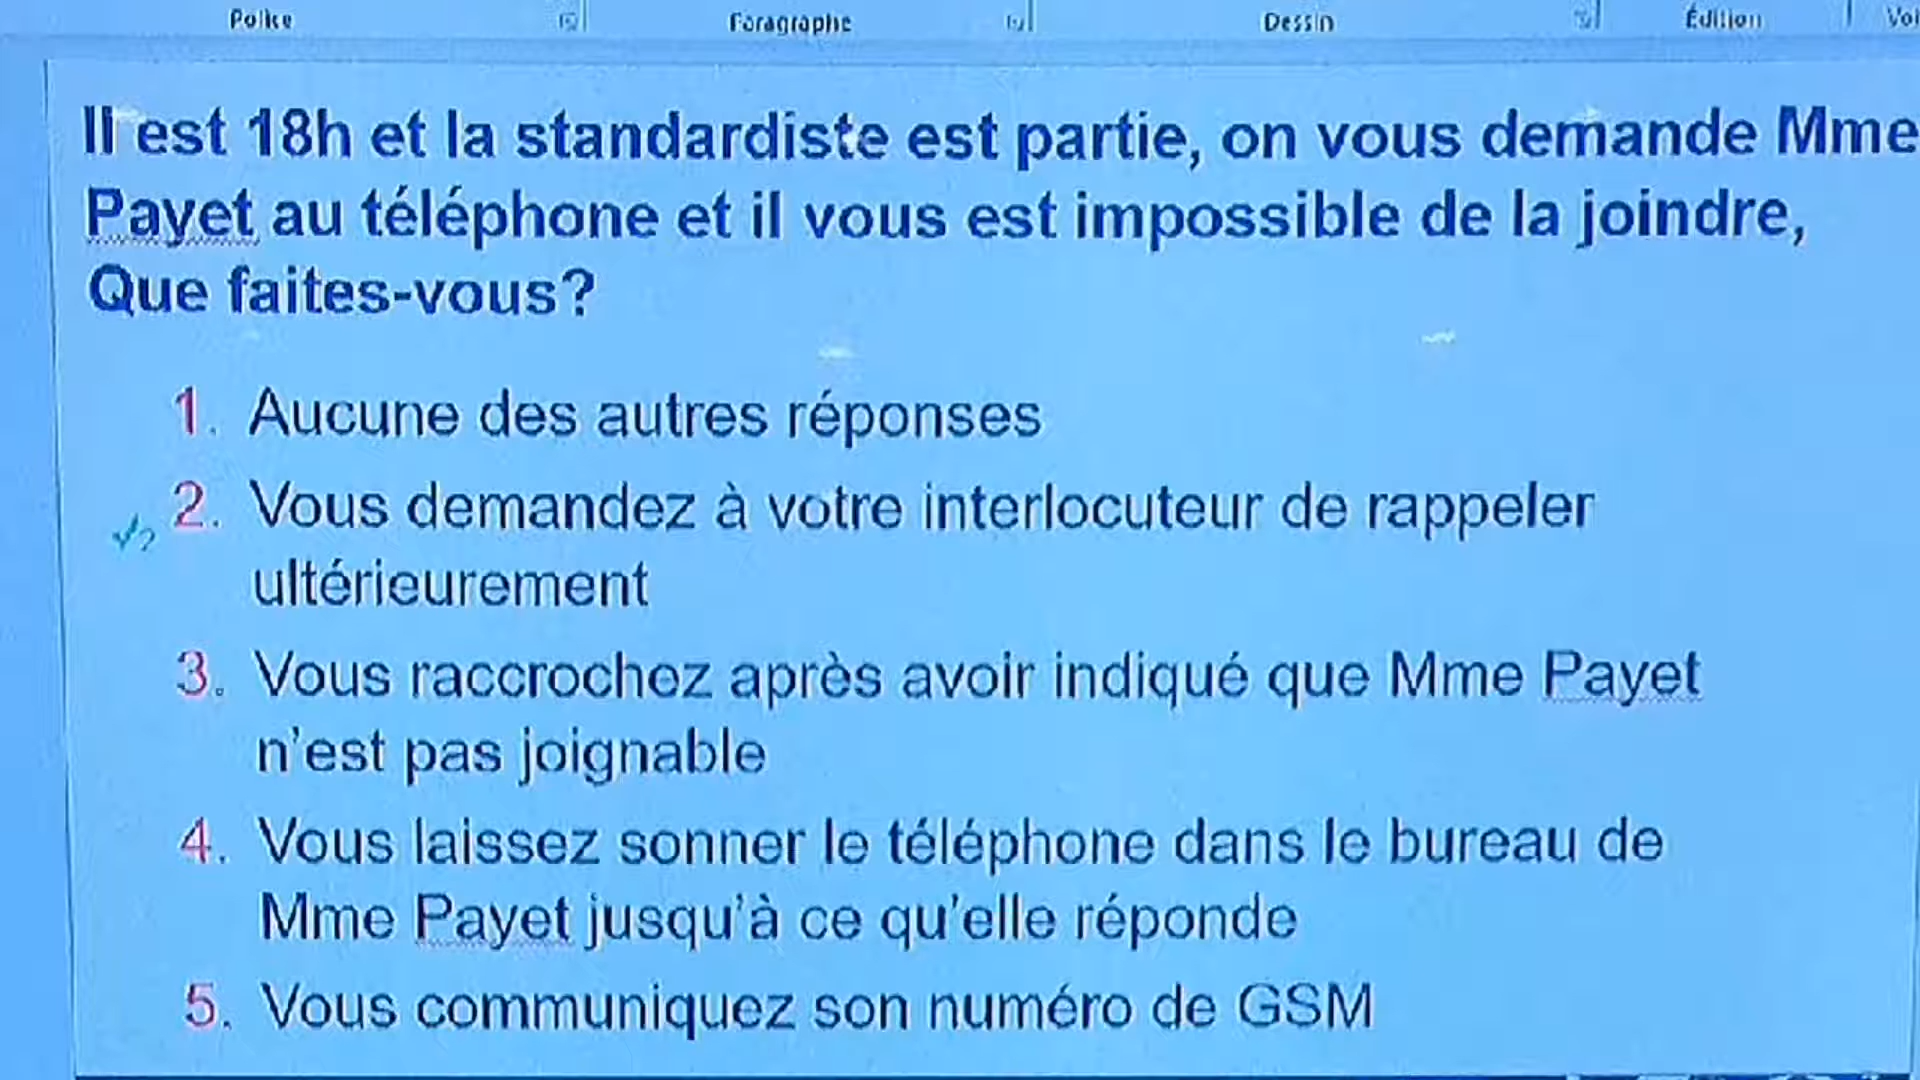 Police Paragraphe Dessin Édition
Il est 18h et la standardiste est partie, on vous demande Mme
Payet au téléphone et il vous est impossible de la joindre,
Que faites-vous?
1. Aucune des autres réponses
2. Vous demandez à votre interlocuteur de rappeler
ultérieurement
3. Vous raccrochez après avoir indiqué que Mme Payet
n'est pas joignable
4. Vous laissez sonner le téléphone dans le bureau de
Mme Payet jusqu'à ce qu'elle réponde
5. Vous communiquez son numéro de GSM